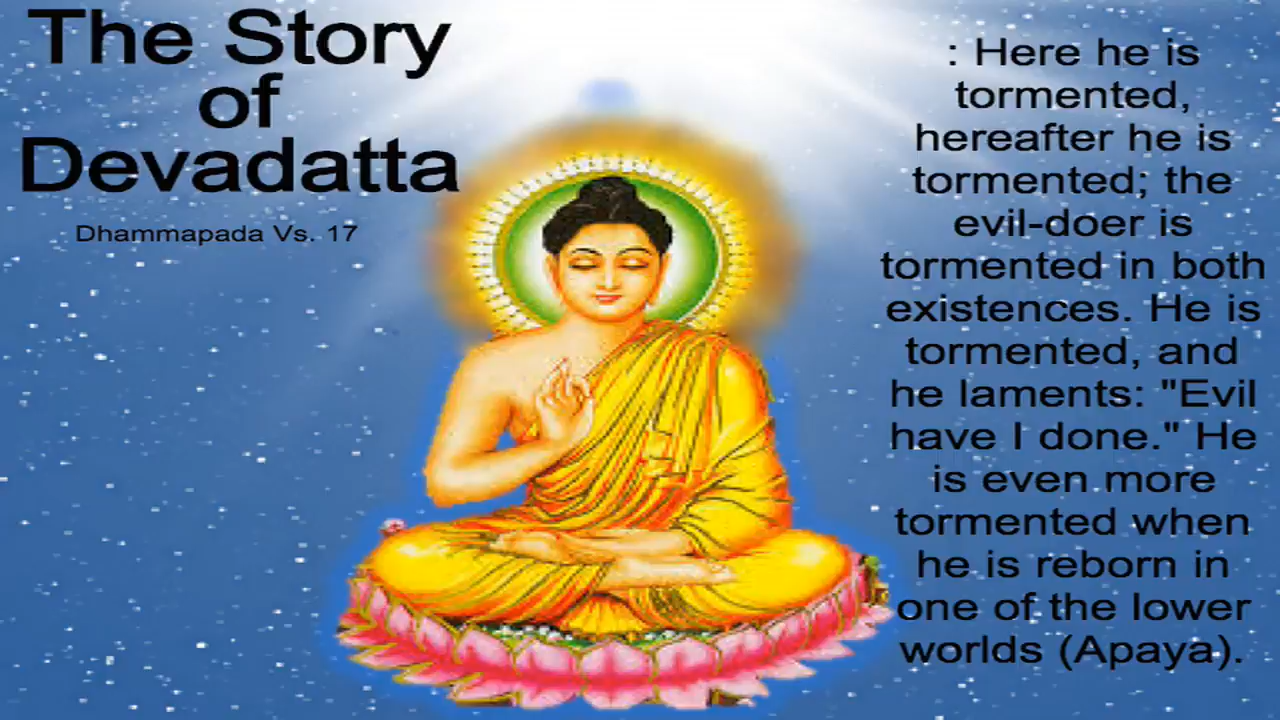 The Story
of
Devadatta
Dhammapada Vs. 17
: Here he is
tormented,
hereafter he is
tormented; the
evil-doer is
tormented in both
existences. He is
tormented, and
he laments: "Evil
have I done." He
is even more
tormented when
he is reborn in
one of the lower
worlds (Apaya).